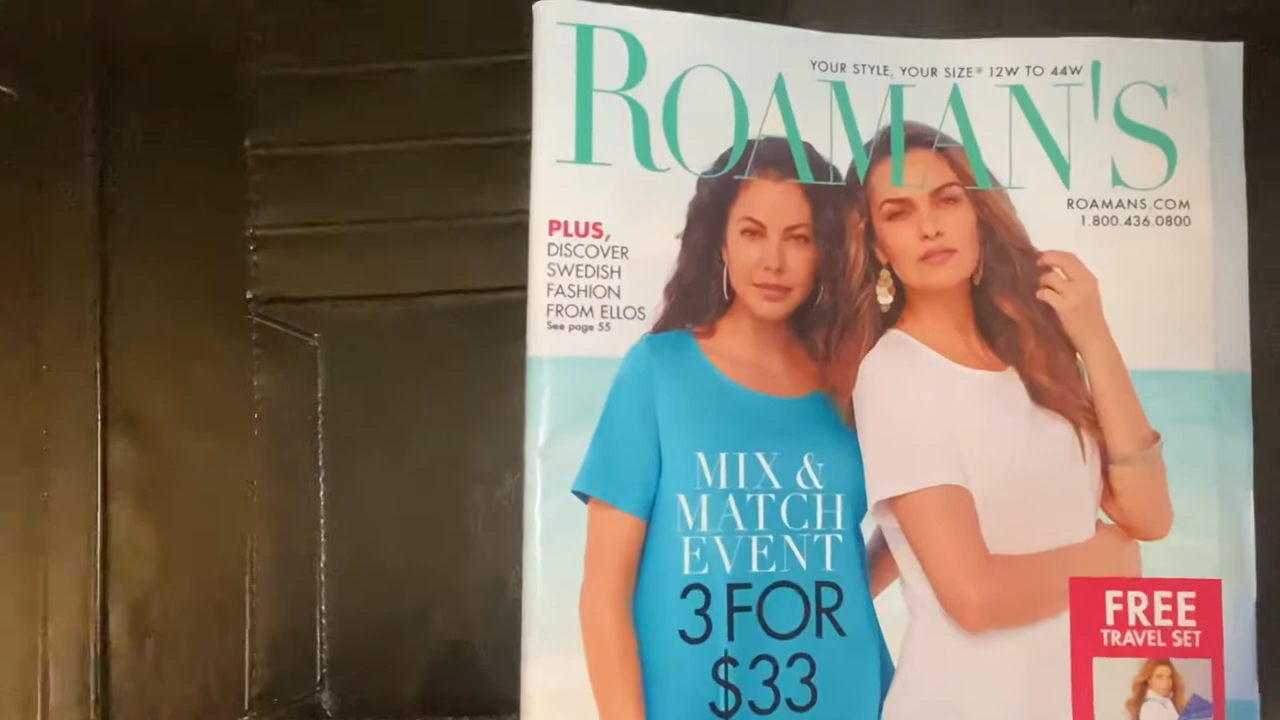 ROAMAN'S
YOUR STYLE, YOUR SIZE® 12W TO 44W
ROAMANS.COM
1.800.436.0800
PLUS,
DISCOVER
SWEDISH
FASHION
FROM ELLOS
See page 55
MIX &
MATCH
EVENT
3 FOR
$33
FREE
TRAVEL SET